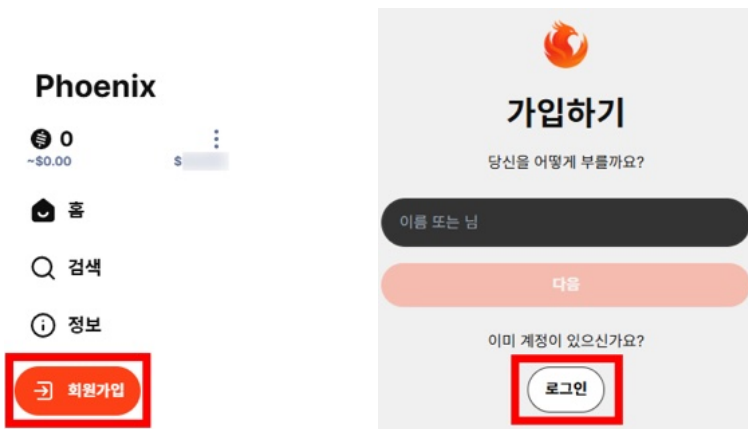 Phoenix
0
~$0.00
$
홈
검색
정보
회원가입
가입하기
당신을 어떻게 부를까요?
이름 또는 님
다음
이미 계정이 있으신가요?
로그인